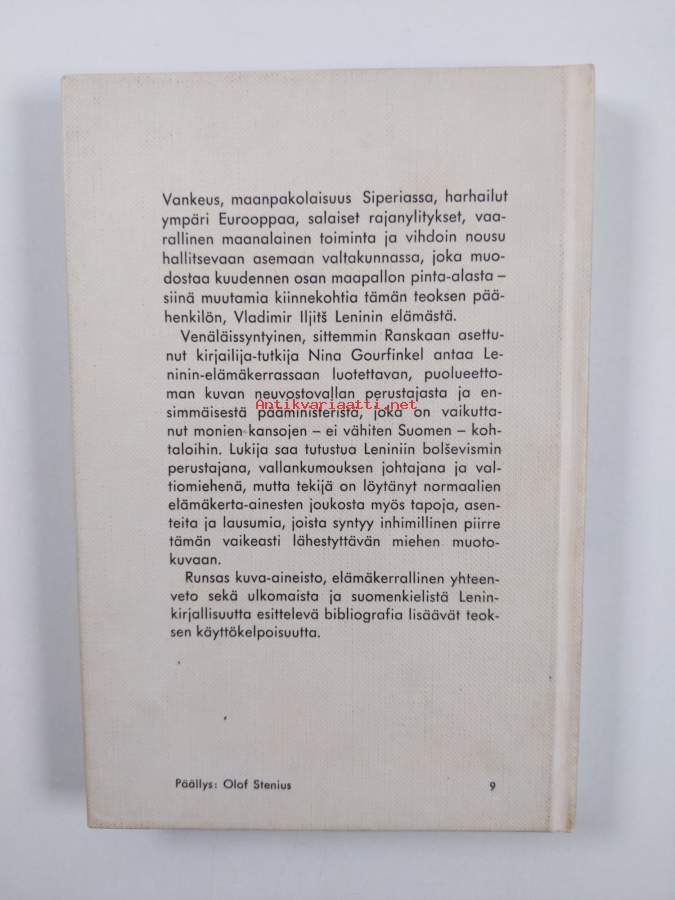 Vankeus, maanpakolaisuus Siperiassa, harhailut
ympäri Eurooppaa, salaiset rajanylitykset, vaa-
rallinen maanalainen toiminta ja vihdoin nousu
hallitsevaan asemaan valtakunnassa, joka muo-
dostaa kuudennen osan maapallon pinta-alasta –
siinä muutamia kiinnekohtia tämän teoksen pää-
henkilön, Vladimir Iljitš Leninin elämästä.
Venäläissyntyinen, sittemmin Ranskaan asettu-
nut kirjailija-tutkija Nina Gourfinkel antaa Le-
ninin-elämäkerrassaan luotettavan, puolueetto-
man kuvan neuvostovallan perustajasta ja en-
simmäisestä pääministeristä, joka on vaikutta-
Antikvariaatti.net
nut monien kansojen – ei vähiten Suomen – koh-
taloihin. Lukija saa tutustua Leniniin bolševismin
perustajana, vallankumouksen johtajana ja val-
tiomiehenä, mutta tekijä on löytänyt normaalien
elämäkerta-ainesten joukosta myös tapoja, asen-
teita ja lausumia, joista syntyy inhimillinen piirre
tämän vaikeasti lähestyttävän miehen muoto-
kuvaan.
Runsas kuva-aineisto, elämäkerrallinen yhteen-
veto sekä ulkomaista ja suomenkielistä Lenin-
kirjallisuutta esittelevä bibliografia lisäävät teok-
sen käyttökelpoisuutta.
Päällys: Olof Stenius
9